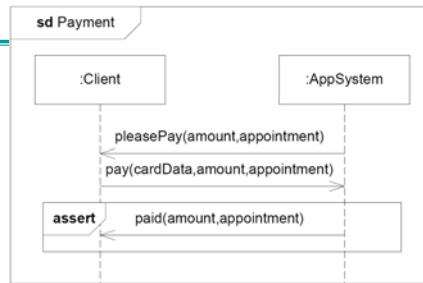 sd Payment
:Client
:AppSystem
pleasePay(amount,appointment)
pay(cardData,amount,appointment)
assert
paid(amount,appointment)